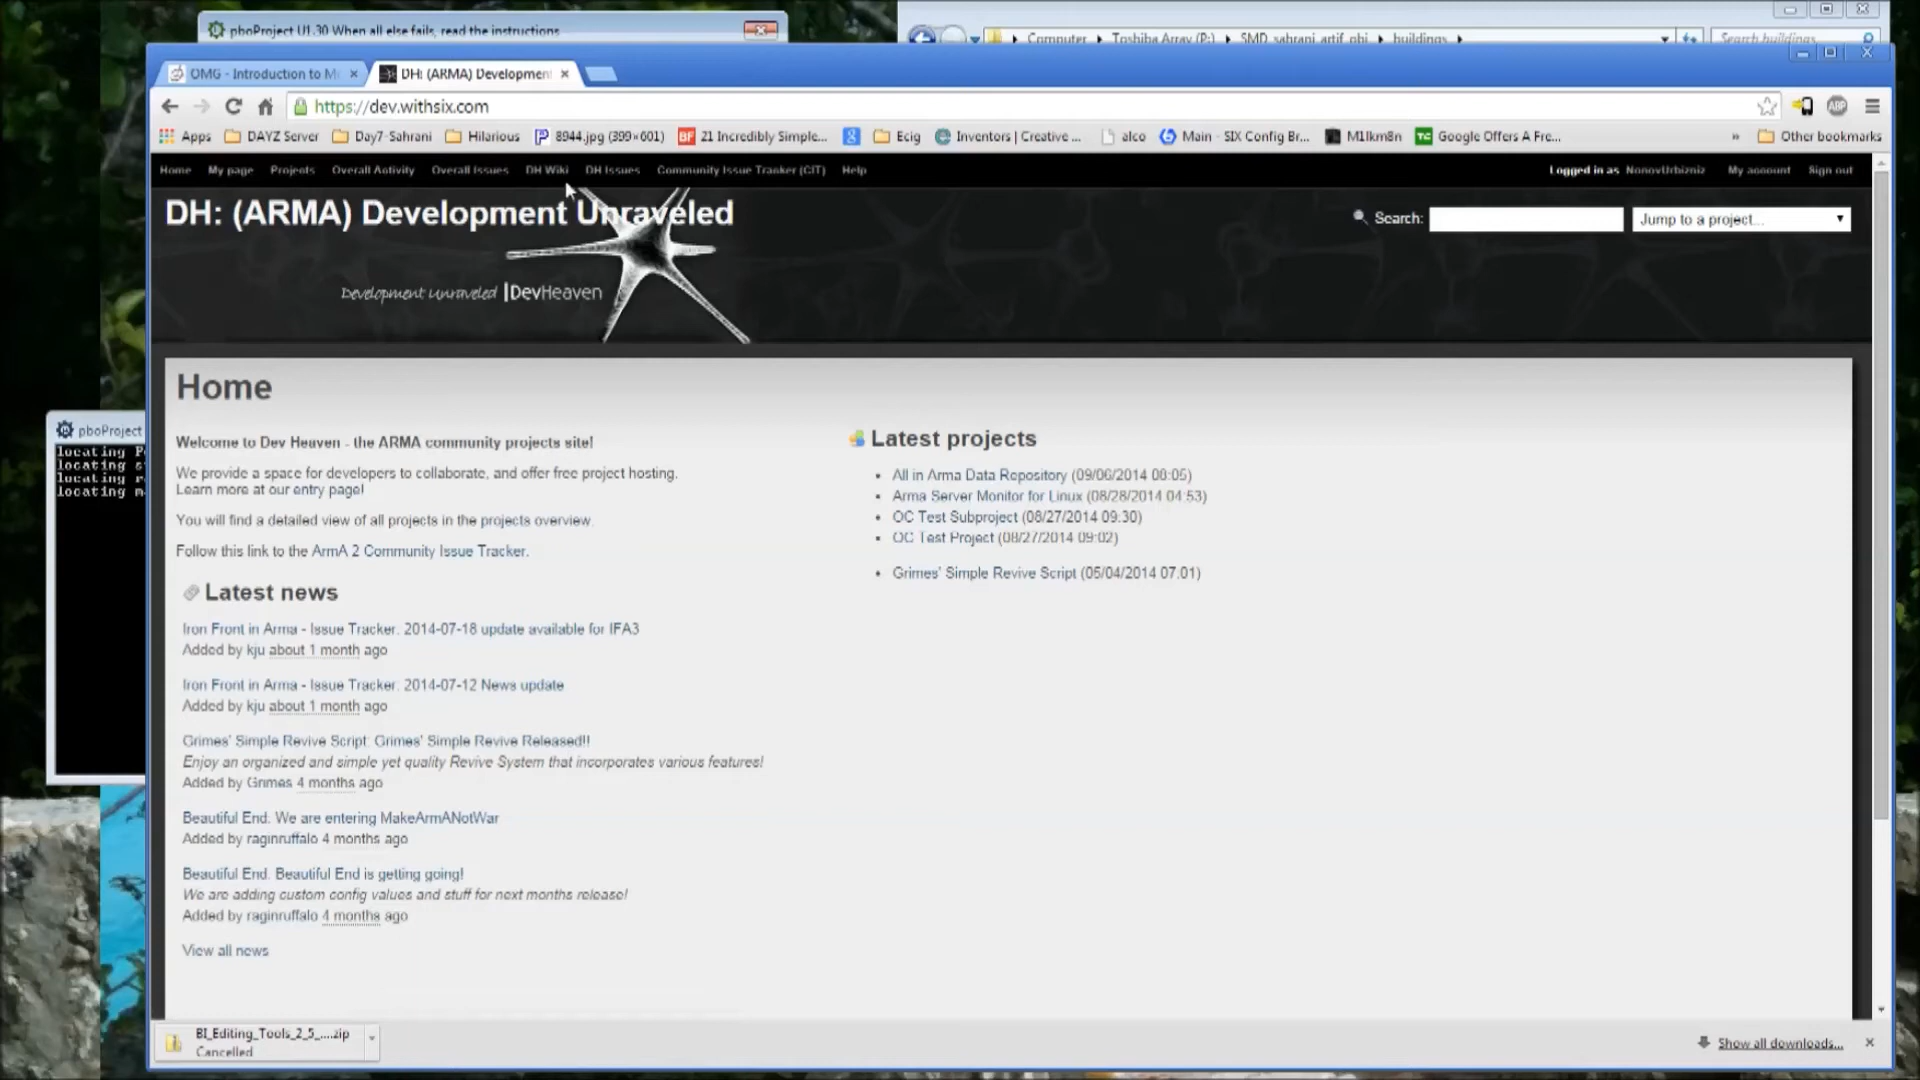 pboProject U1.30 When all else fails, read the instructions
Computer Toshiba Array (P:) SMD_sahrani_artif_obj buildings Search buildings
OMG - Introduction to
DH: (ARMA) Development
https://dev.withsix.com
Apps DAYZ Server Day7-Sahrani Hilarious 8944.jpg (399×601) 21 Incredibly Simple... Ecig Inventors | Creative ... alco Main - SIX Config Br... M1lkm8n Google Offers A Fre... » Other bookmarks
Home My page Projects Overall Activity Overall Issues DH Wiki DH Issues Community Issue Tracker (CIT) Help Logged in as NonovUrbizniz My account Sign out
DH: (ARMA) Development Unraveled
Search: Jump to a project...
Development Unraveled |DevHeaven
Home
Welcome to Dev Heaven - the ARMA community projects site!
We provide a space for developers to collaborate, and offer free project hosting.
Learn more at our entry page!
You will find a detailed view of all projects in the projects overview.
Follow this link to the ArmA 2 Community Issue Tracker.
Latest news
Iron Front in Arma - Issue Tracker: 2014-07-18 update available for IFA3
Added by kju about 1 month ago
Iron Front in Arma - Issue Tracker: 2014-07-12 News update
Added by kju about 1 month ago
Grimes' Simple Revive Script: Grimes' Simple Revive Released!!
Enjoy an organized and simple yet quality Revive System that incorporates various features!
Added by Grimes 4 months ago
Beautiful End: We are entering MakeArmANotWar
Added by raginruffalo 4 months ago
Beautiful End: Beautiful End is getting going!
We are adding custom config values and stuff for next months release!
Added by raginruffalo 4 months ago
View all news
Latest projects
All in Arma Data Repository (09/06/2014 08:05)
Arma Server Monitor for Linux (08/28/2014 04:53)
OC Test Subproject (08/27/2014 09:30)
OC Test Project (08/27/2014 09:02)
Grimes' Simple Revive Script (05/04/2014 07:01)
pboProject
locating
locating
locating
locating
BI_Editing_Tools_2_5_....zip
Cancelled
Show all downloads...